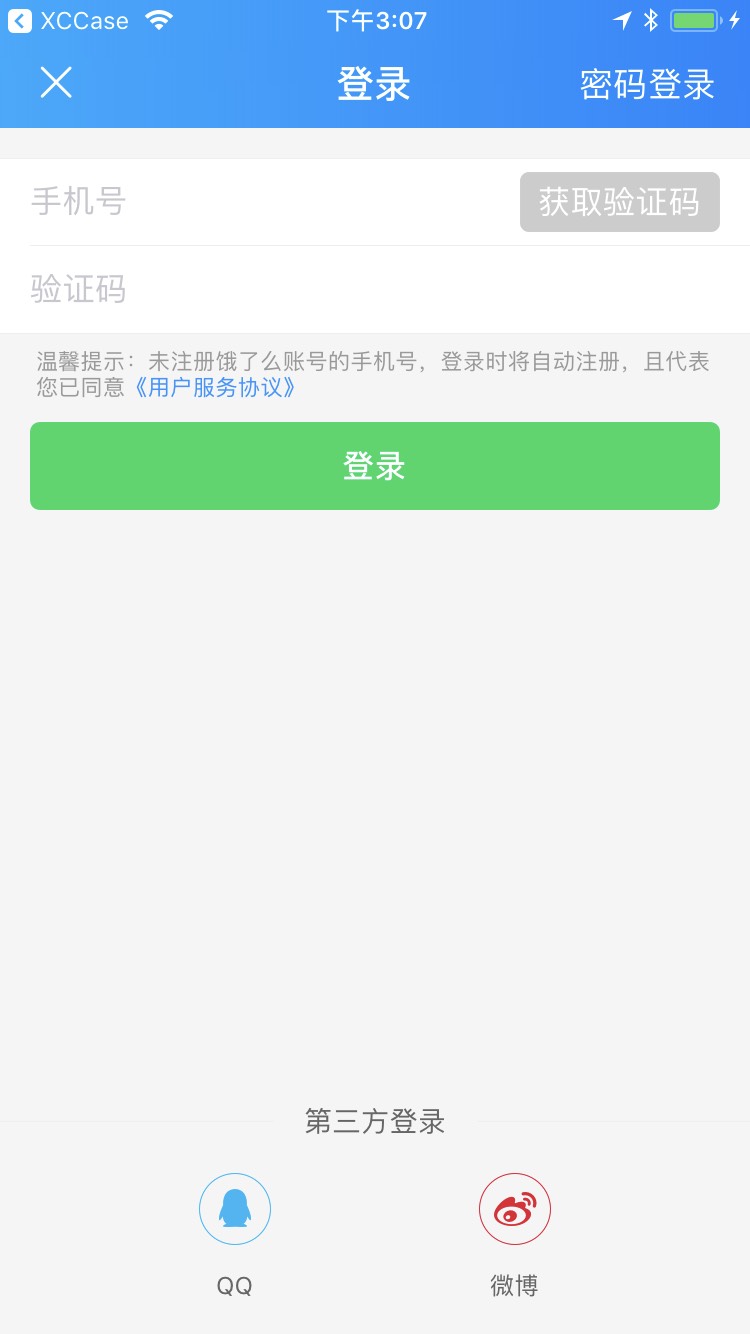 XCCase 下午3:07
登录 密码登录
手机号 获取验证码
验证码
温馨提示：未注册饿了么账号的手机号，登录时将自动注册，且代表
您已同意《用户服务协议》
登录
第三方登录
QQ 微博